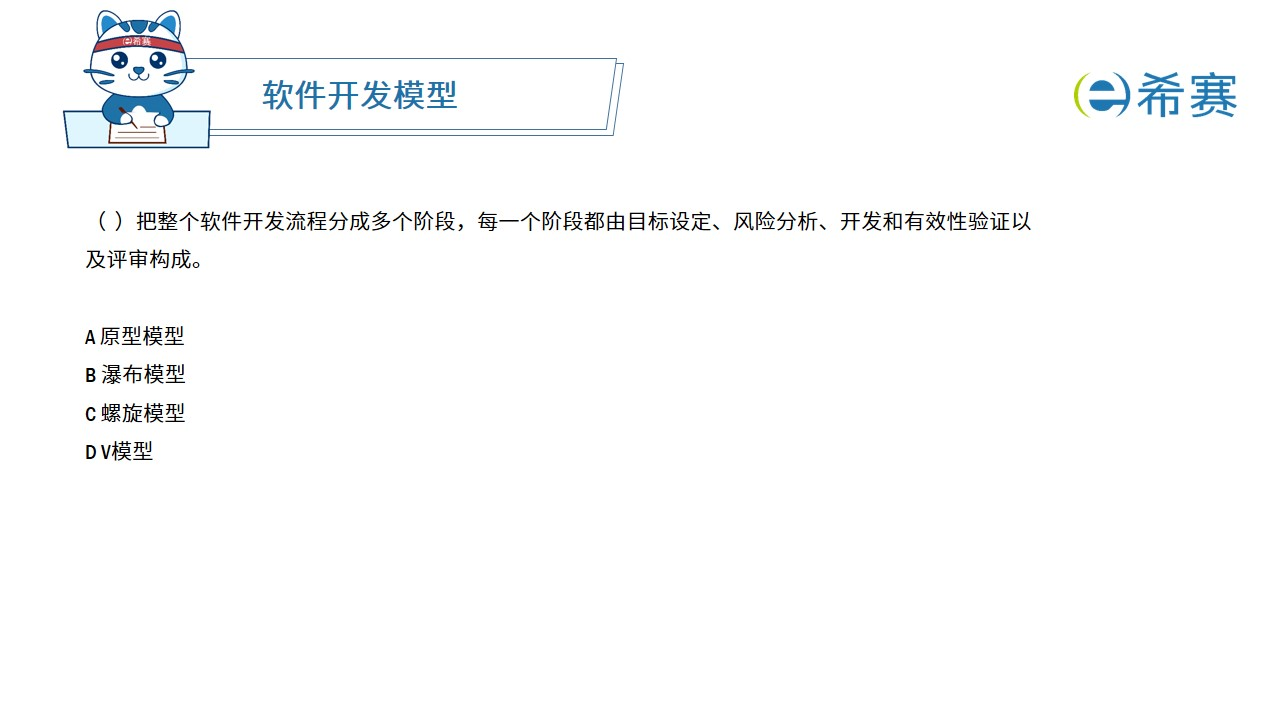 希赛
软件开发模型
希赛
（ ）把整个软件开发流程分成多个阶段，每一个阶段都由目标设定、风险分析、开发和有效性验证以
及评审构成。
A 原型模型
B 瀑布模型
C 螺旋模型
D V模型